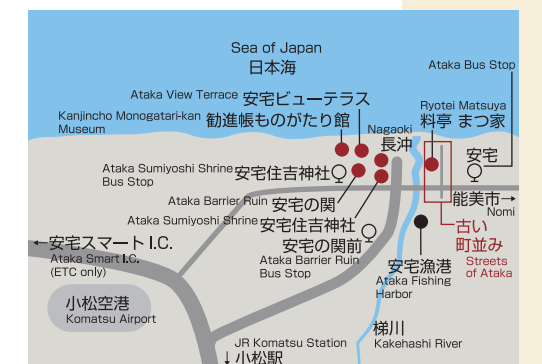 Sea of Japan
日本海
Ataka Bus Stop
Ataka View Terrace 安宅ビューテラス
Ryotei Matsuya
料亭 まつ家
Kanjincho Monogatari-kan
Museum
勧進帳ものがたり館
Nagaoki
長沖
安宅
Ataka Sumiyoshi Shrine
Bus Stop
安宅住吉神社
Ataka Barrier Ruin 安宅の関
能美市→
Nomi
Ataka Sumiyoshi Shrine 安宅住吉神社
古い
町並み
Streets
of Ataka
安宅の関前
Ataka Barrier Ruin
Bus Stop
←安宅スマートI.C.
Ataka Smart I.C.
(ETC only)
安宅漁港
Ataka Fishing
Harbor
小松空港
Komatsu Airport
梯川
Kakehashi River
JR Komatsu Station
↓小松駅